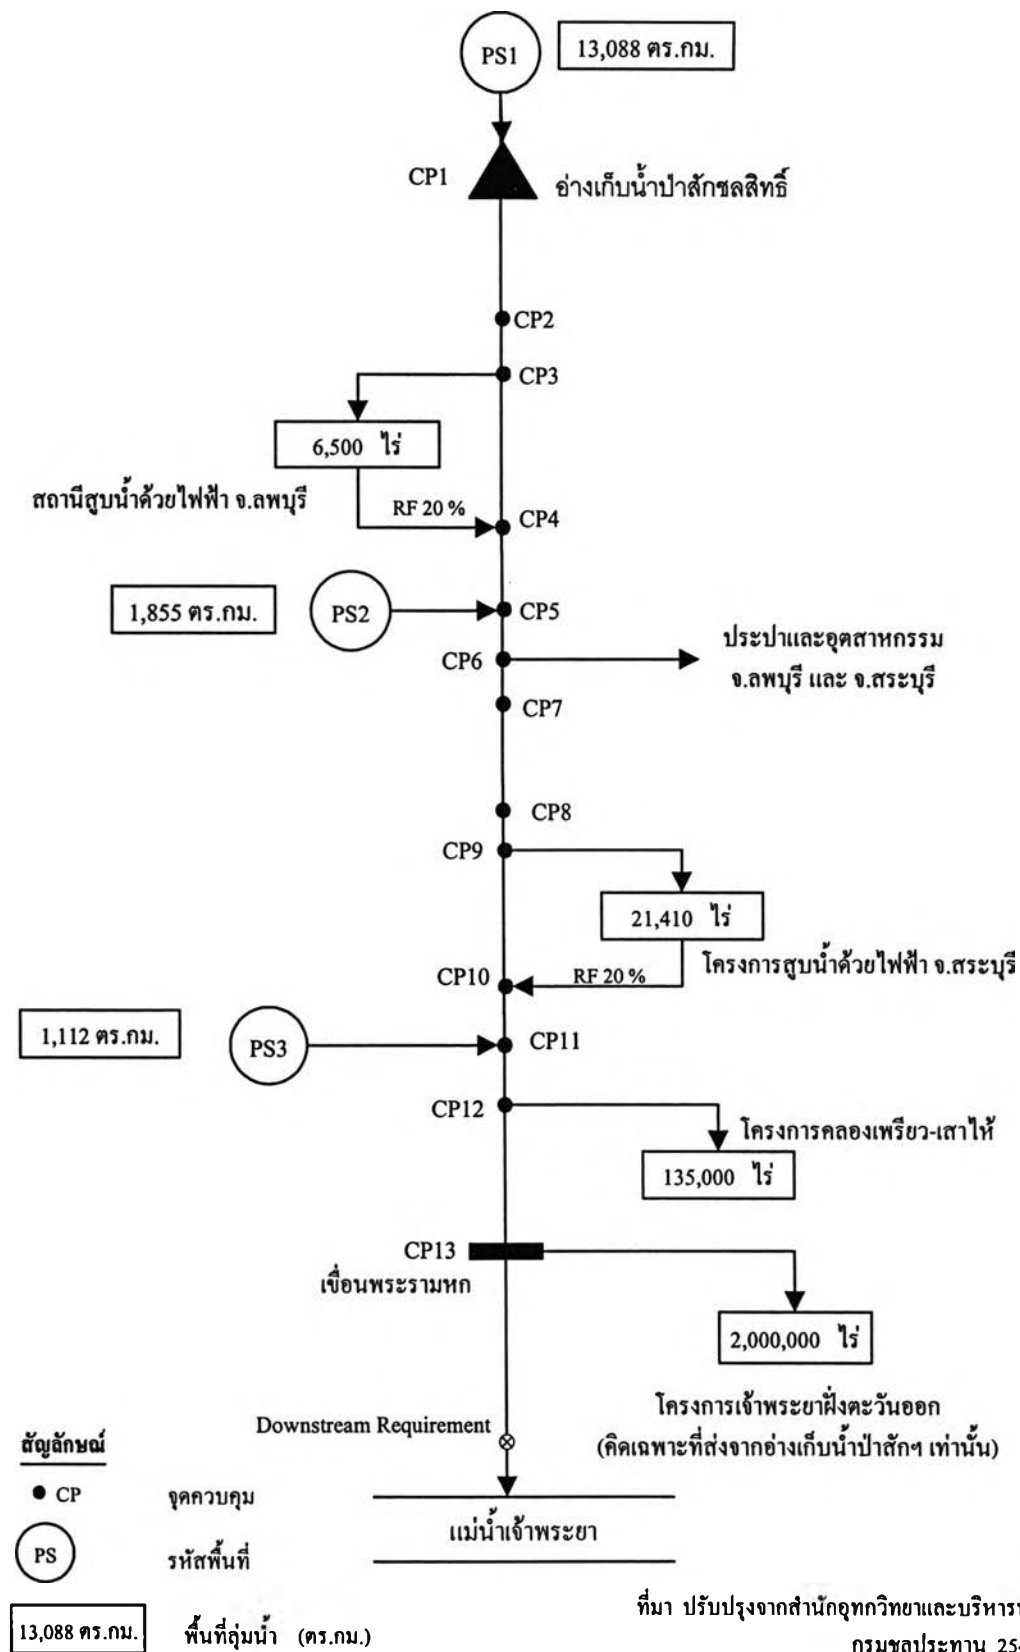 PS1
13,088 ตร.กม.
CP1
อ่างเก็บน้ำป่าสักชลสิทธิ์
CP2
CP3
6,500 ไร่
สถานีสูบน้ำด้วยไฟฟ้า จ.ลพบุรี
RF 20 %
CP4
1,855 ตร.กม.
PS2
CP5
CP6
ประปาและอุตสาหกรรม
จ.ลพบุรี และ จ.สระบุรี
CP7
CP8
CP9
21,410 ไร่
โครงการสูบน้ำด้วยไฟฟ้า จ.สระบุรี
CP10
RF 20 %
1,112 ตร.กม.
PS3
CP11
CP12
โครงการคลองเพรียว-เสาไห้
135,000 ไร่
CP13
เขื่อนพระรามหก
2,000,000 ไร่
โครงการเจ้าพระยาฝั่งตะวันออก
(คิดเฉพาะที่ส่งจากอ่างเก็บน้ำป่าสักฯ เท่านั้น)
Downstream Requirement
แม่น้ำเจ้าพระยา
สัญลักษณ์
CP จุดควบคุม
PS รหัสพื้นที่
13,088 ตร.กม. พื้นที่ลุ่มน้ำ (ตร.กม.)
ที่มา ปรับปรุงจากสำนักอุทกวิทยาและบริหาร
กรมชลประทาน